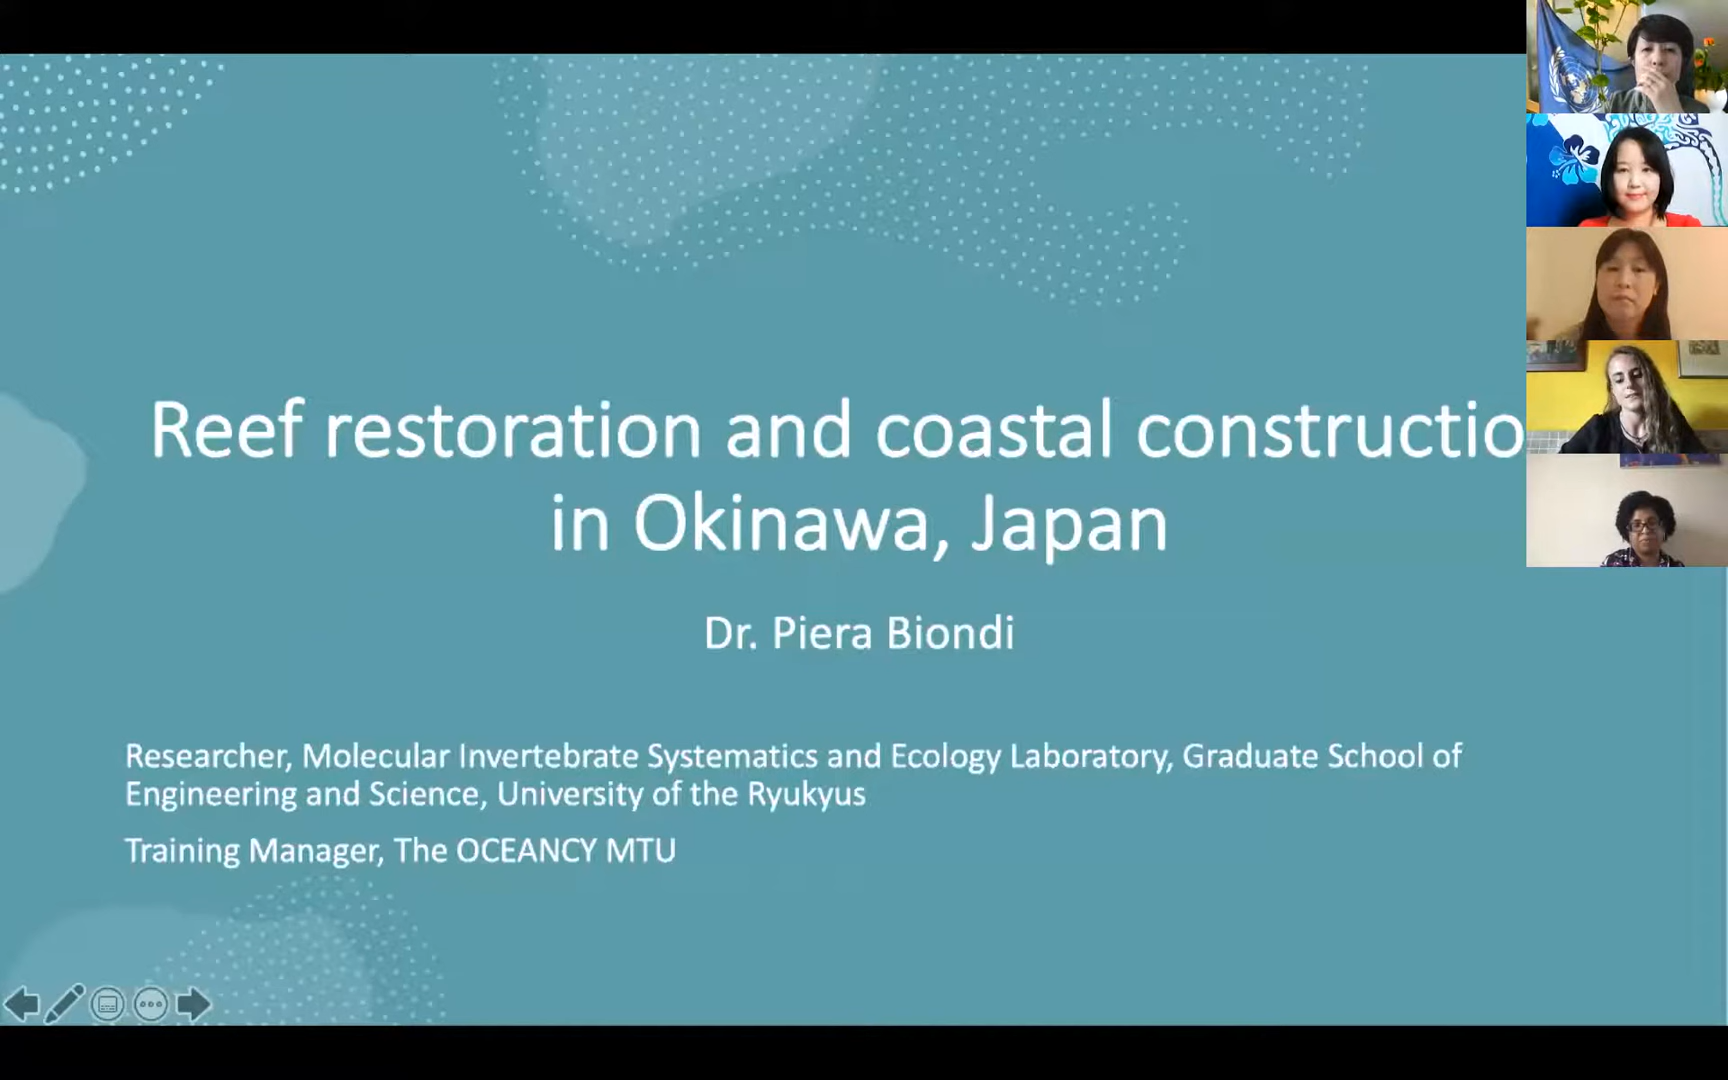 Reef restoration and coastal constructio
in Okinawa, Japan
Dr. Piera Biondi
Researcher, Molecular Invertebrate Systematics and Ecology Laboratory, Graduate School of
Engineering and Science, University of the Ryukyus
Training Manager, The OCEANCY MTU